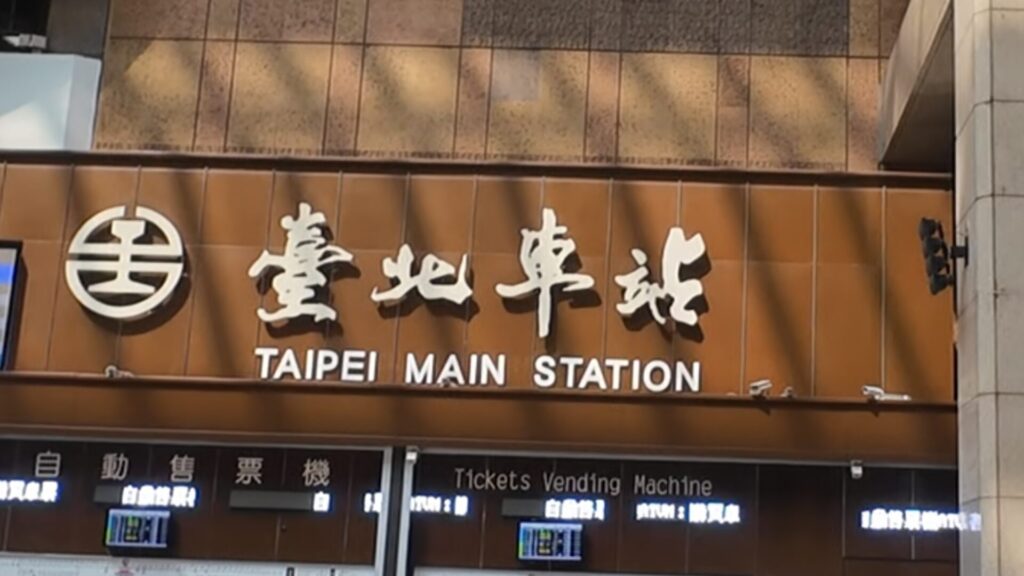 臺北車站
TAIPEI MAIN STATION
自動售票機
Tickets Vending Machine